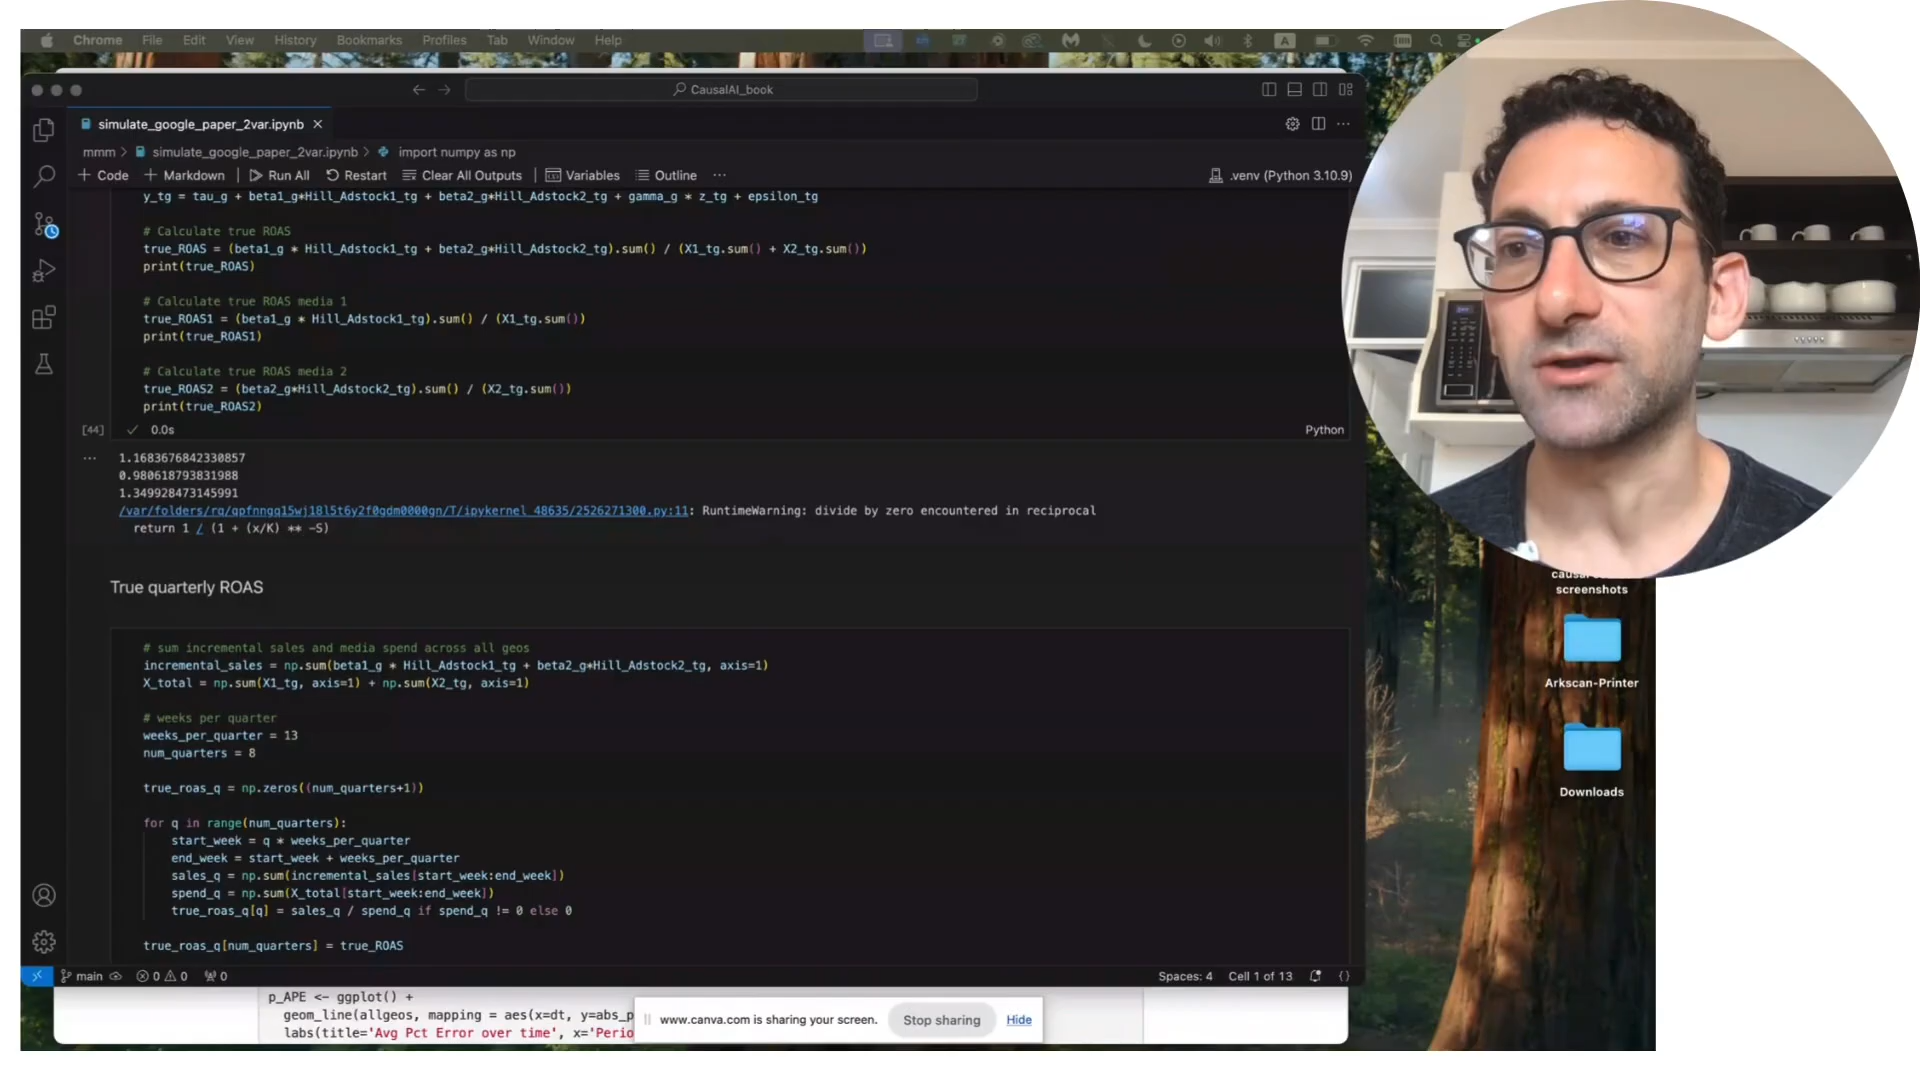 Chrome File Edit View History Bookmarks Profiles Tab Window Help
CausalAI_book
simulate_google_paper_2var.ipynb
mmm > simulate_google_paper_2var.ipynb > import numpy as np
+ Code + Markdown Run All Restart Clear All Outputs Variables Outline ... .venv (Python 3.10.9)
y_tg = tau_g + beta1_g*Hill_Adstock1_tg + beta2_g*Hill_Adstock2_tg + gamma_g * z_tg + epsilon_tg
# Calculate true ROAS
true_ROAS = (beta1_g * Hill_Adstock1_tg + beta2_g*Hill_Adstock2_tg).sum() / (X1_tg.sum() + X2_tg.sum())
print(true_ROAS)
# Calculate true ROAS media 1
true_ROAS1 = (beta1_g * Hill_Adstock1_tg).sum() / (X1_tg.sum())
print(true_ROAS1)
# Calculate true ROAS media 2
true_ROAS2 = (beta2_g*Hill_Adstock2_tg).sum() / (X2_tg.sum())
print(true_ROAS2)
[44] ✓ 0.0s Python
... 1.1683676842330857
0.980618793831988
1.349928473145991
/var/folders/rq/qpfnngq15wj18l5t6y2f0gdm0000gn/T/ipykernel_48635/2526271300.py:11: RuntimeWarning: divide by zero encountered in reciprocal
return 1 / (1 + (x/K) ** -S)
True quarterly ROAS
# sum incremental sales and media spend across all geos
incremental_sales = np.sum(beta1_g * Hill_Adstock1_tg + beta2_g*Hill_Adstock2_tg, axis=1)
X_total = np.sum(X1_tg, axis=1) + np.sum(X2_tg, axis=1)
# weeks per quarter
weeks_per_quarter = 13
num_quarters = 8
true_roas_q = np.zeros((num_quarters+1))
for q in range(num_quarters):
start_week = q * weeks_per_quarter
end_week = start_week + weeks_per_quarter
sales_q = np.sum(incremental_sales[start_week:end_week])
spend_q = np.sum(X_total[start_week:end_week])
true_roas_q[q] = sales_q / spend_q if spend_q != 0 else 0
true_roas_q[num_quarters] = true_ROAS
main 0 0 0 Spaces: 4 Cell 1 of 13
p_APE <- ggplot() +
geom_line(allgeos, mapping = aes(x=dt, y=abs_p
labs(title='Avg Pct Error over time', x='Perio
www.canva.com is sharing your screen. Stop sharing Hide
screenshots
Arkscan-Printer
Downloads